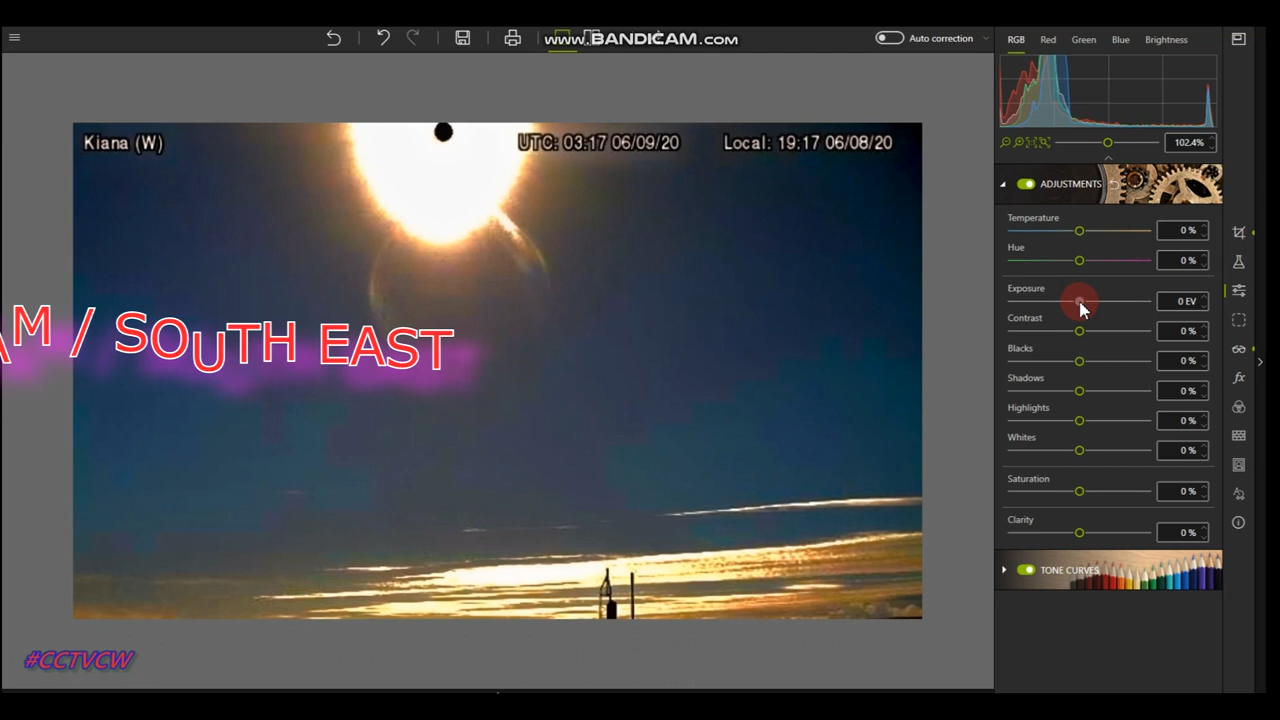 www.BANDICAM.com
Auto correction
RGB Red Green Blue Brightness
102.4%
Kiana (W) UTC: 03:17 06/09/20 Local: 19:17 06/08/20
ADJUSTMENTS
Temperature
0 %
Hue
0 %
Exposure
0 EV
Contrast
0 %
Blacks
0 %
Shadows
0 %
Highlights
0 %
Whites
0 %
Saturation
0 %
Clarity
0 %
TONE CURVES
AM / SOUTH EAST
#CCTVCW